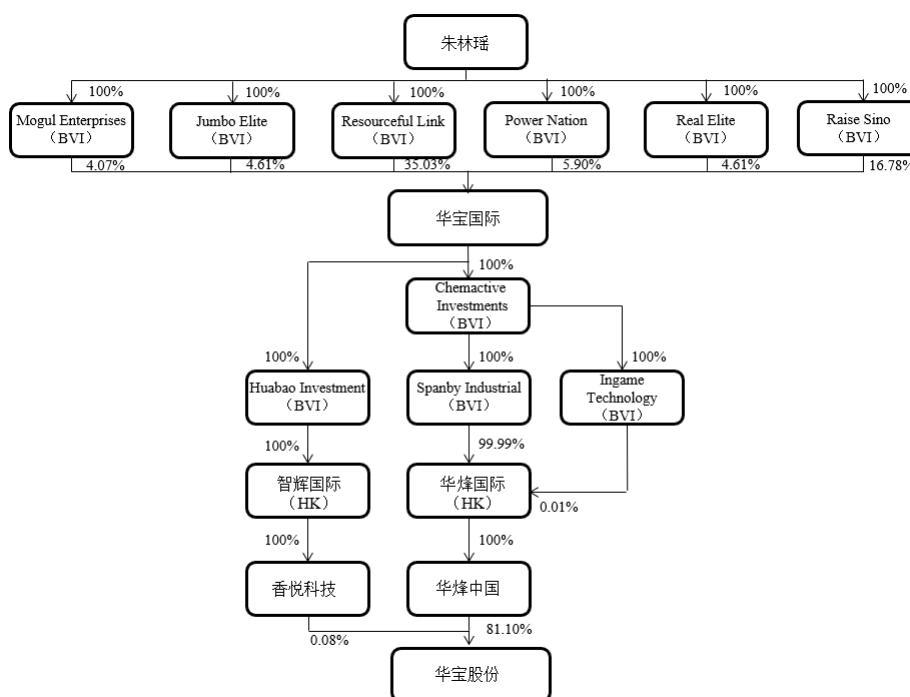 朱林瑶
100% 100% 100% 100% 100% 100%
Mogul Enterprises
（BVI）
Jumbo Elite
（BVI）
Resourceful Link
（BVI）
Power Nation
（BVI）
Real Elite
（BVI）
Raise Sino
（BVI）
4.07% 4.61% 35.03% 5.90% 4.61% 16.78%
华宝国际
100%
Chemactive
Investments
（BVI）
100% 100% 100%
Huabao Investment
（BVI）
Spanby Industrial
（BVI）
Ingame
Technology
（BVI）
100% 99.99%
智辉国际
（HK）
华烽国际
（HK）
0.01%
100% 100%
香悦科技
华烽中国
0.08% 81.10%
华宝股份